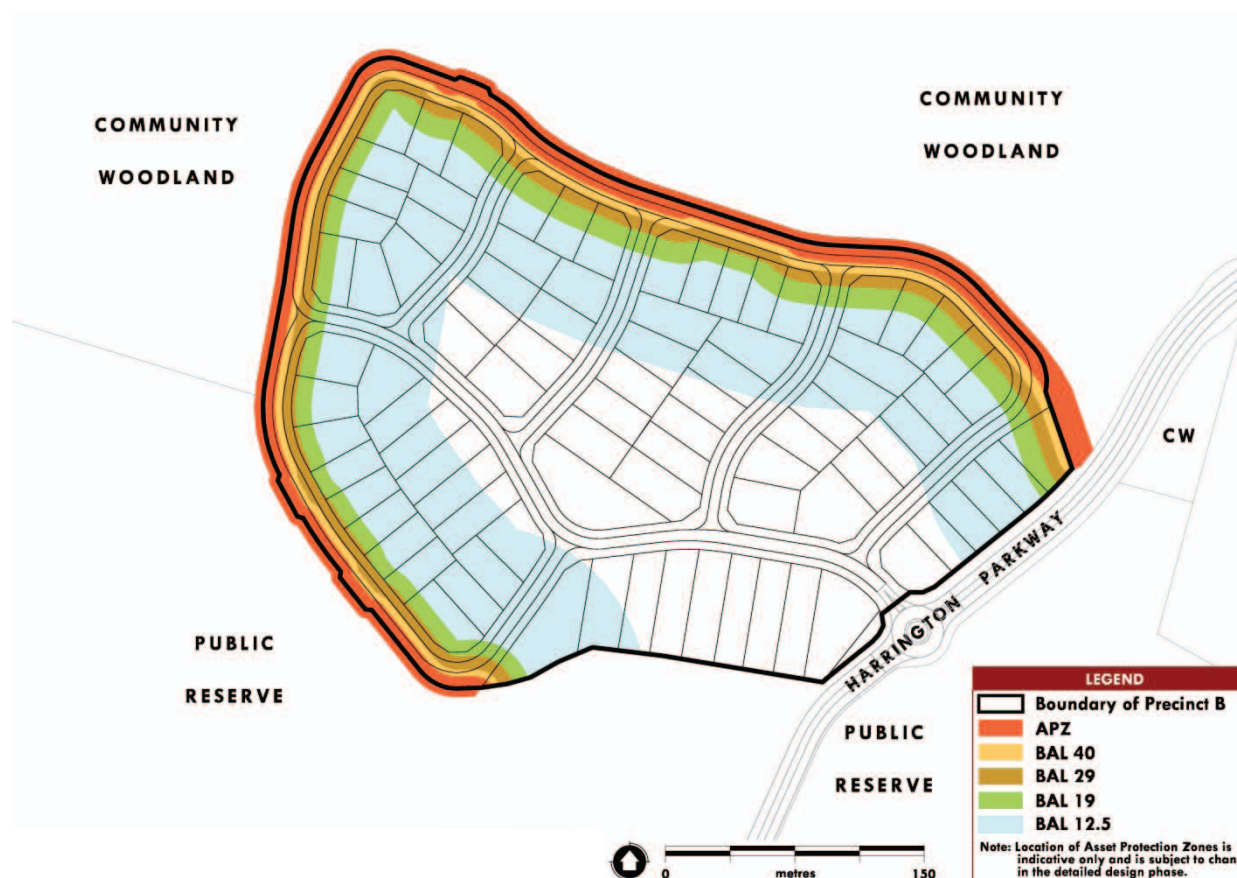 COMMUNITY
WOODLAND
COMMUNITY
WOODLAND
CW
HARRINGTON PARKWAY
PUBLIC
RESERVE
PUBLIC
RESERVE
LEGEND
Boundary of Precinct B
APZ
BAL 40
BAL 29
BAL 19
BAL 12.5
Note: Location of Asset Protection Zones is
indicative only and is subject to chan
in the detailed design phase.
0 metres 150